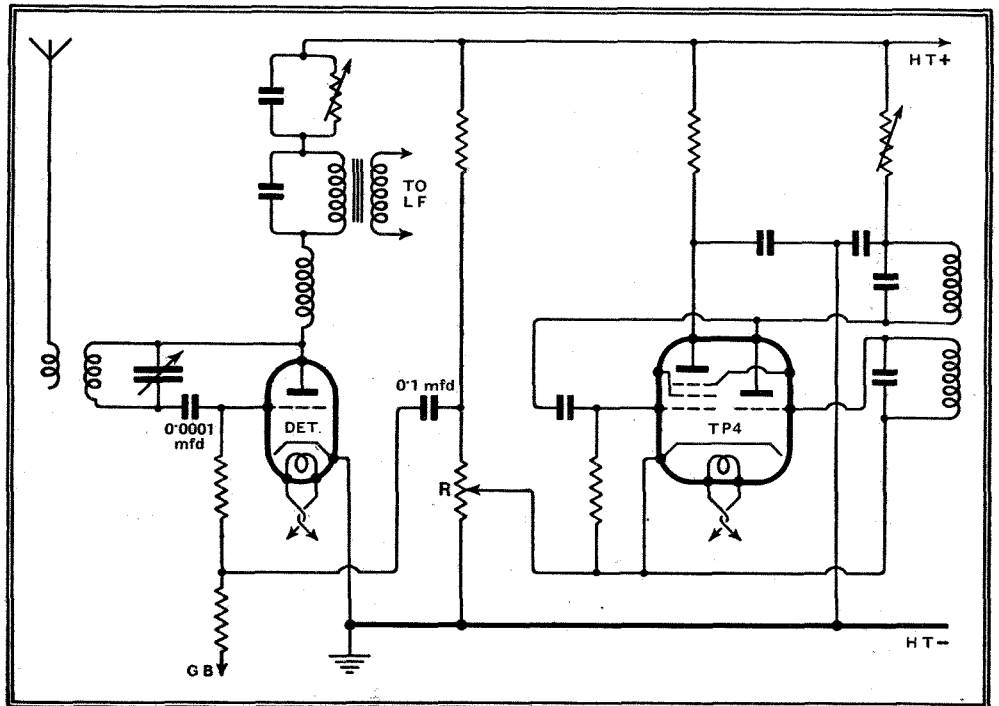 HT+
TO
LF
0·1 mfd
0·0001
mfd
DET.
R
TP4
GB
HT-